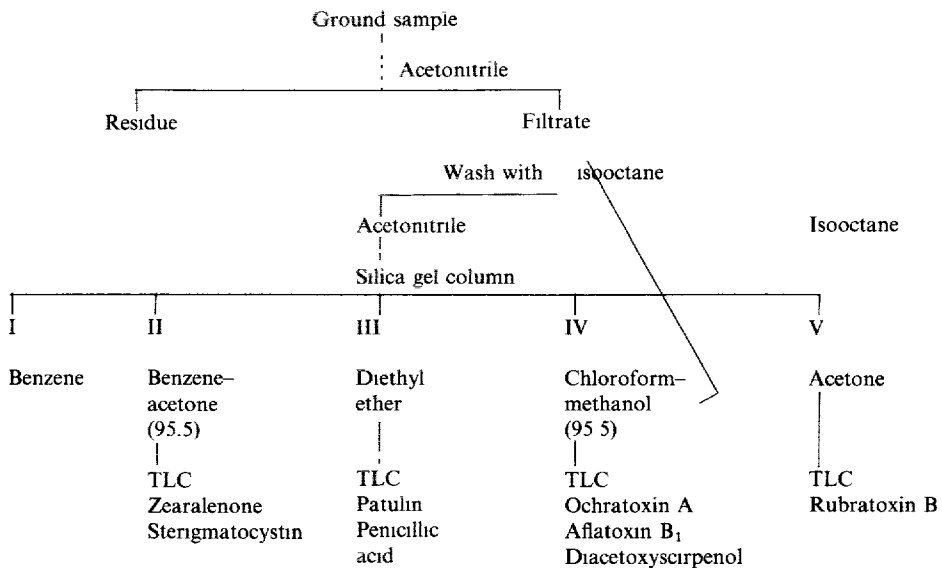 Ground sample
Acetonitrile
Residue
Filtrate
Wash with isooctane
Acetonitrile
Isooctane
Silica gel column
I
II
III
IV
V
Benzene
Benzene–
acetone
(95.5)
Diethyl
ether
Chloroform–
methanol
(95 5)
Acetone
TLC
Zearalenone
Sterigmatocystin
TLC
Patulin
Penicillic
acid
TLC
Ochratoxin A
Aflatoxin B₁
Diacetoxyscirpenol
TLC
Rubratoxin B